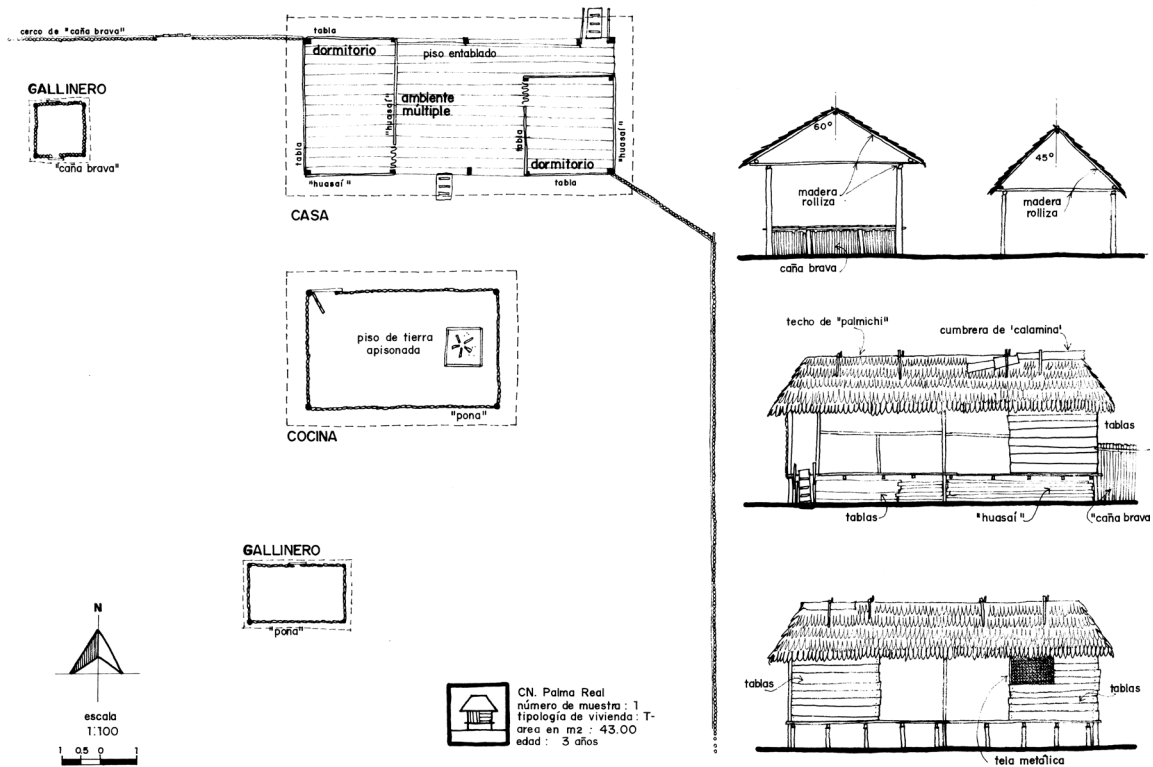 cerco de "caña brava"
GALLINERO
"caña brava"
tabla
dormitorio
piso entablado
"huasaí"
ambiente
múltiple
tabla
tabla
"huasaí"
dormitorio
"huasaí"
tabla
CASA
piso de tierra
apisonada
"pona"
COCINA
GALLINERO
"pona"
N
escala
1:100
1 0.5 0 1
CN. Palma Real
número de muestra : 1
tipología de vivienda : T-
area en m2 : 43.00
edad : 3 años
60°
madera
rolliza
caña brava
45°
madera
rolliza
techo de "palmichi"
cumbrera de 'calamina'
tablas
tablas
"huasaí"
"caña brava
tablas
tablas
tela metálica